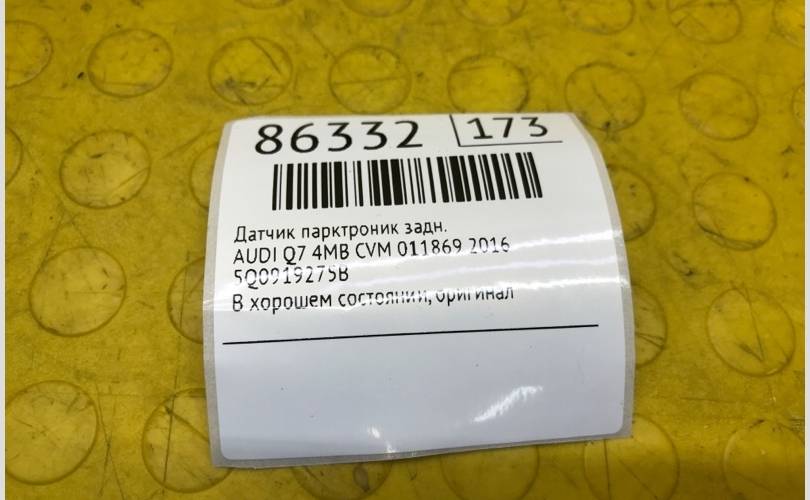 86332 173
Датчик парктроник задн.
AUDI Q7 4MB CVM 011869 2016
5Q0919275B
В хорошем состоянии, оригинал